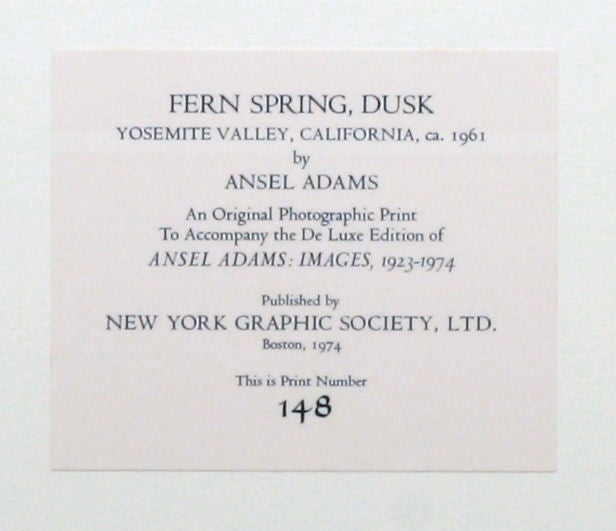 FERN SPRING, DUSK
YOSEMITE VALLEY, CALIFORNIA, ca. 1961
by
ANSEL ADAMS
An Original Photographic Print
To Accompany the De Luxe Edition of
ANSEL ADAMS: IMAGES, 1923-1974
Published by
NEW YORK GRAPHIC SOCIETY, LTD.
Boston, 1974
This is Print Number
148